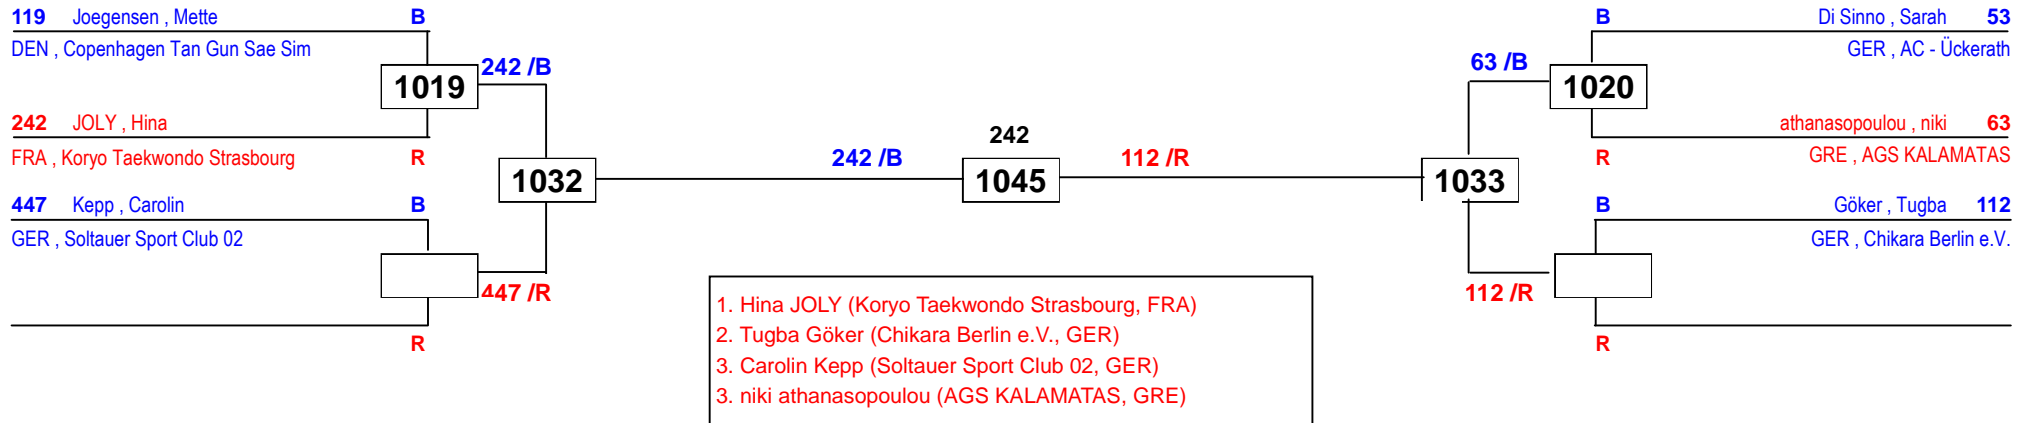 119 Joegensen , Mette B
DEN , Copenhagen Tan Gun Sae Sim
1019
242 /B
242 JOLY , Hina
FRA , Koryo Taekwondo Strasbourg R
1032
447 Kepp , Carolin B
GER , Soltauer Sport Club 02
447 /R
R
242 /B
242
1045
112 /R
B Di Sinno , Sarah 53
GER , AC - Ückerath
63 /B
1020
athanasopoulou , niki 63
R GRE , AGS KALAMATAS
1033
B Göker , Tugba 112
GER , Chikara Berlin e.V.
112 /R
R
1. Hina JOLY (Koryo Taekwondo Strasbourg, FRA)
2. Tugba Göker (Chikara Berlin e.V., GER)
3. Carolin Kepp (Soltauer Sport Club 02, GER)
3. niki athanasopoulou (AGS KALAMATAS, GRE)